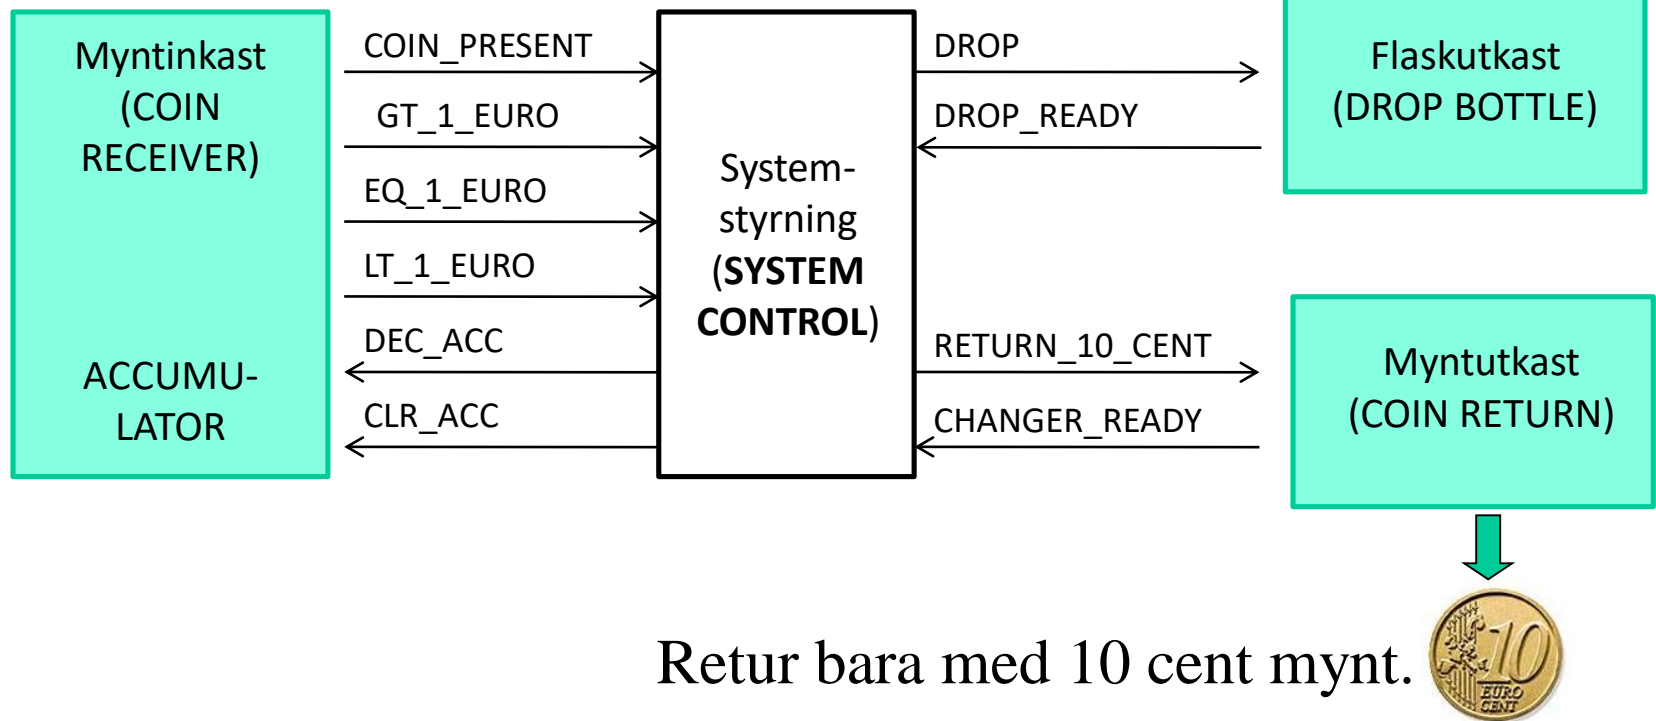 Myntinkast
(COIN
RECEIVER)
ACCUMU-
LATOR
COIN_PRESENT
GT_1_EURO
EQ_1_EURO
LT_1_EURO
DEC_ACC
CLR_ACC
System-
styrning
(SYSTEM
CONTROL)
DROP
DROP_READY
RETURN_10_CENT
CHANGER_READY
Flaskutkast
(DROP BOTTLE)
Myntutkast
(COIN RETURN)
Retur bara med 10 cent mynt.
10
EURO
CENT